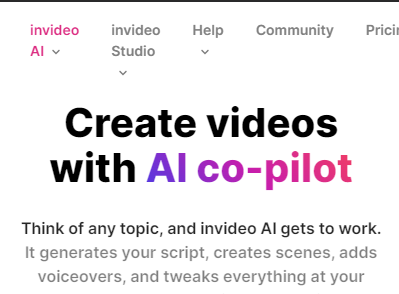 invideo AI
invideo Studio
Help
Community
Create videos
with AI co-pilot
Think of any topic, and invideo AI gets to work.
It generates your script, creates scenes, adds
voiceovers, and tweaks everything at your